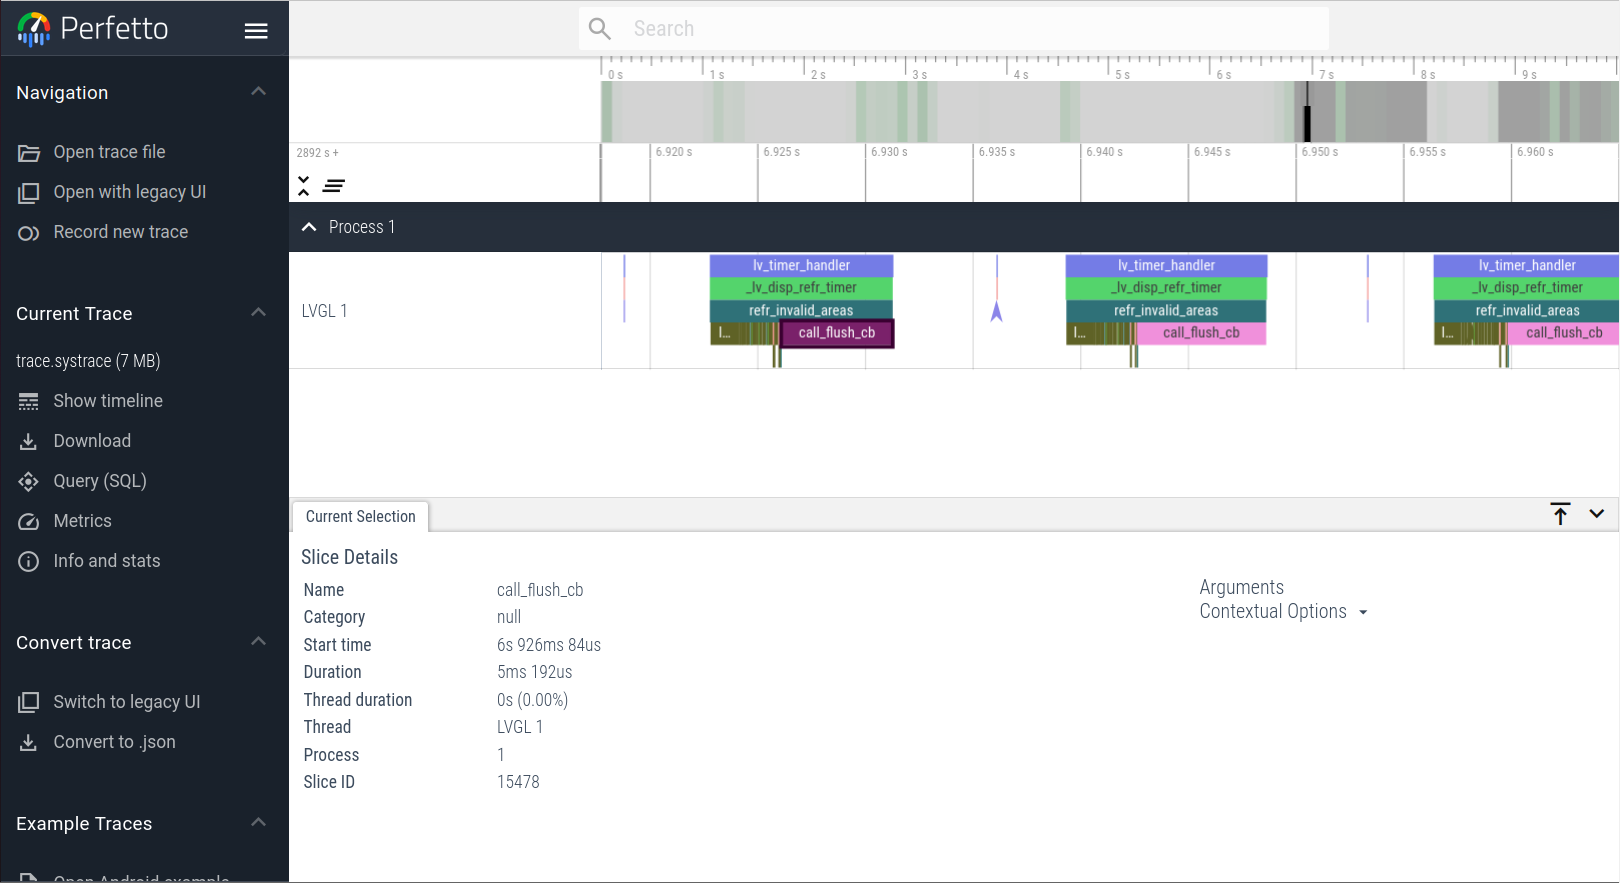 Perfetto
Search
Navigation
Open trace file
Open with legacy UI
Record new trace
Current Trace
trace.systrace (7 MB)
Show timeline
Download
Query (SQL)
Metrics
Info and stats
Convert trace
Switch to legacy UI
Convert to .json
Example Traces
Open Android example
0 s 1 s 2 s 3 s 4 s 5 s 6 s 7 s 8 s 9 s
2892 s + 6.920 s 6.925 s 6.930 s 6.935 s 6.940 s 6.945 s 6.950 s 6.955 s 6.960 s
Process 1
LVGL 1
lv_timer_handler lv_timer_handler lv_timer_handler
_lv_disp_refr_timer _lv_disp_refr_timer _lv_disp_refr_timer
refr_invalid_areas refr_invalid_areas refr_invalid_areas
l... call_flush_cb l... call_flush_cb l... call_flush_cb
Current Selection
Slice Details
Name call_flush_cb
Category null
Start time 6s 926ms 84us
Duration 5ms 192us
Thread duration 0s (0.00%)
Thread LVGL 1
Process 1
Slice ID 15478
Arguments
Contextual Options